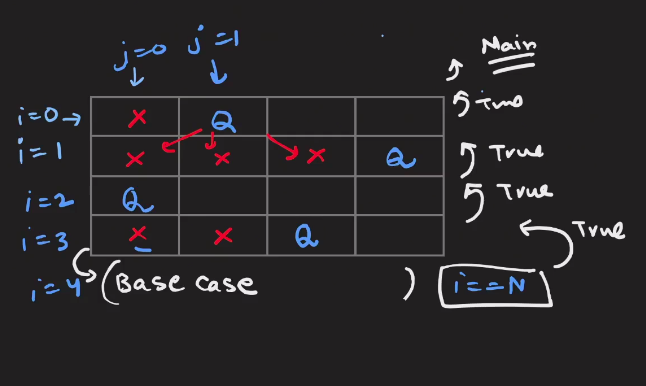 j=0 j=1
Main
i=0 × Q True
i=1 × × × Q True
i=2 Q True
i=3 × × Q True
i=4 (Base case ) i==N